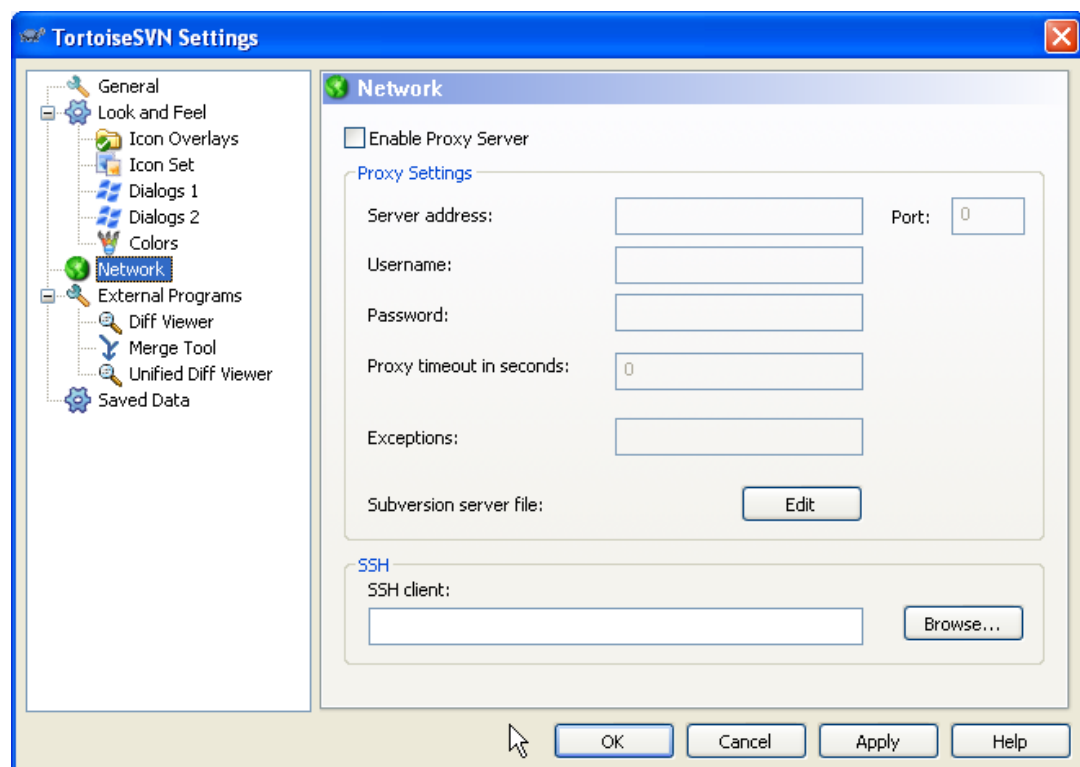 TortoiseSVN Settings
General
Look and Feel
Icon Overlays
Icon Set
Dialogs 1
Dialogs 2
Colors
Network
External Programs
Diff Viewer
Merge Tool
Unified Diff Viewer
Saved Data
Network
Enable Proxy Server
Proxy Settings
Server address:
Port: 0
Username:
Password:
Proxy timeout in seconds: 0
Exceptions:
Subversion server file: Edit
SSH
SSH client:
Browse...
OK Cancel Apply Help